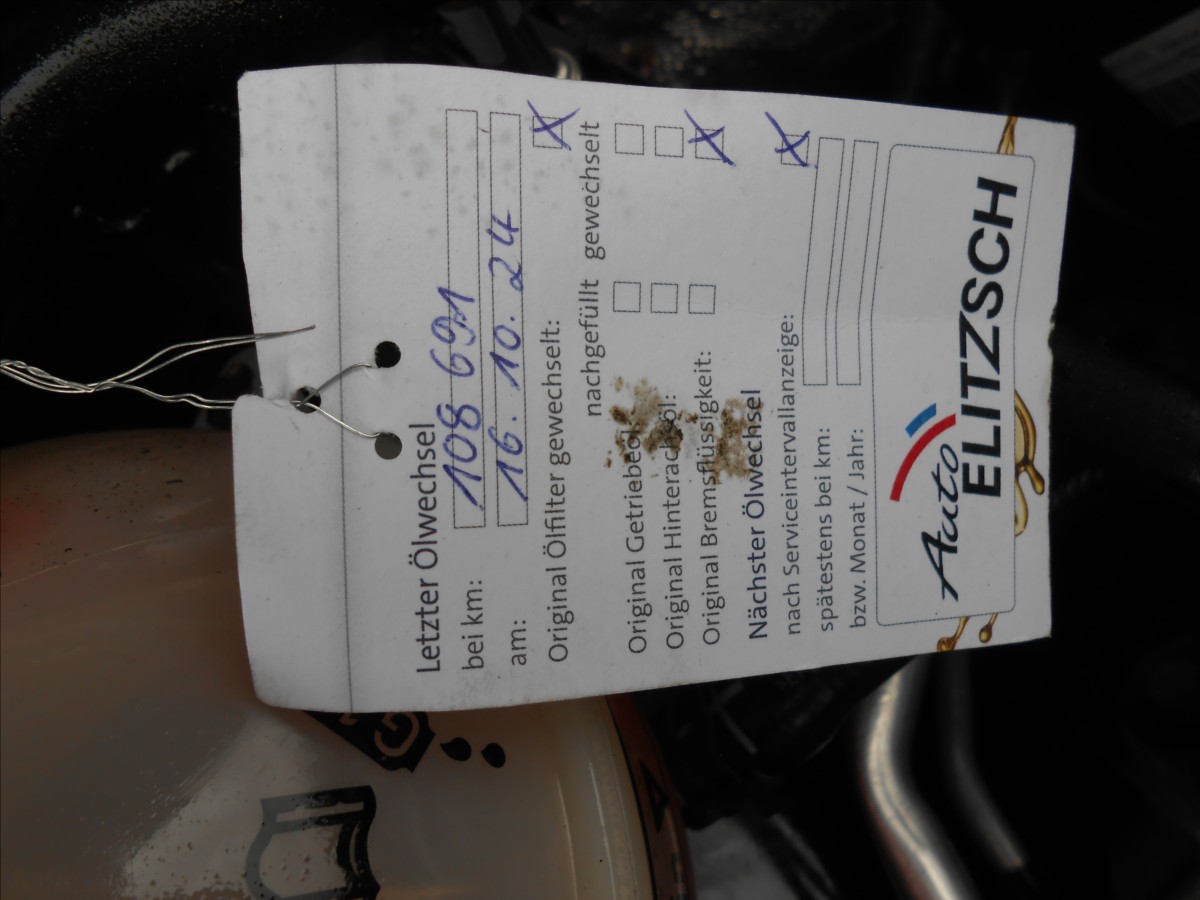 Letzter Ölwechsel
bei km: 108 691
am: 16. 10. 24
Original Ölfilter gewechselt: X
nachgefüllt gewechselt
Original Getriebeöl:
Original Hinterachsöl:
Original Bremsflüssigkeit: X
Nächster Ölwechsel
nach Serviceintervallanzeige: X
spätestens bei km:
bzw. Monat / Jahr:
Auto
ELITZSCH